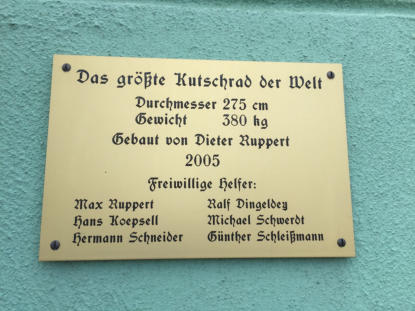 Das größte Kutschrad der Welt
Durchmesser 275 cm
Gewicht 380 kg
Gebaut von Dieter Ruppert
2005
Freiwillige Helfer:
Max Ruppert Ralf Dingeldey
Hans Koepsell Michael Schwerdt
Hermann Schneider Günther Schleißmann